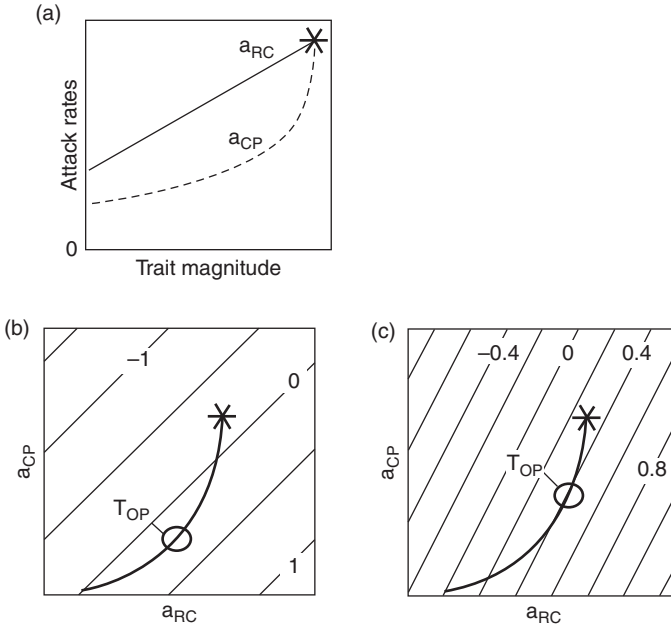 (a)
a_RC
a_CP
Attack rates
0
Trait magnitude
(b)
–1
0
a_CP
T_OP
1
a_RC
(c)
–0.4 0 0.4
a_CP
T_OP
0.8
a_RC